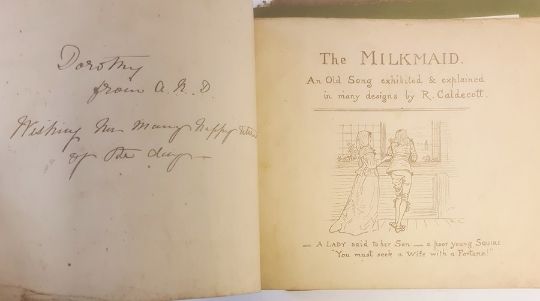 Dorothy
from A. N. D.
Wishing her many happy returns
of the day
The MILKMAID.
An Old Song exhibited & explained
in many designs by R. Caldecott.
— A LADY said to her Son — a poor young SQUIRE
"You must seek a Wife with a Fortune!"